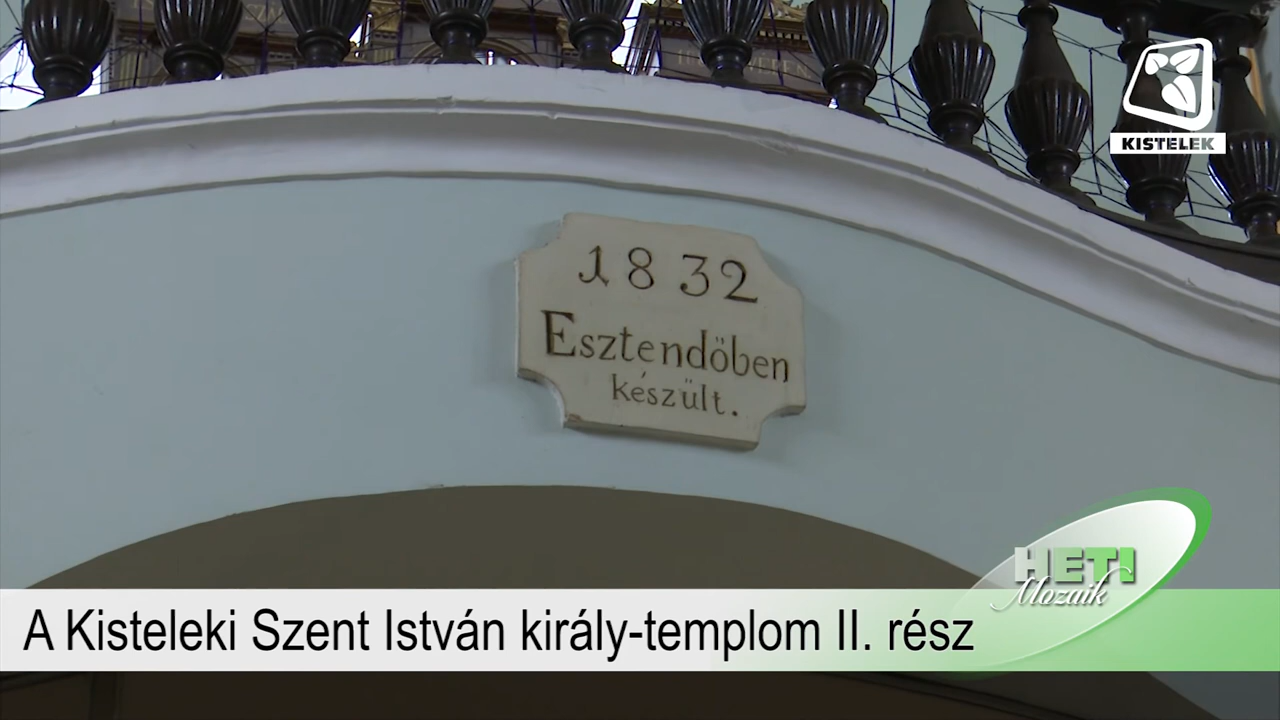 KISTELEK
1832
Esztendöben
készült.
HETI
Mozaik
A Kisteleki Szent István király-templom II. rész